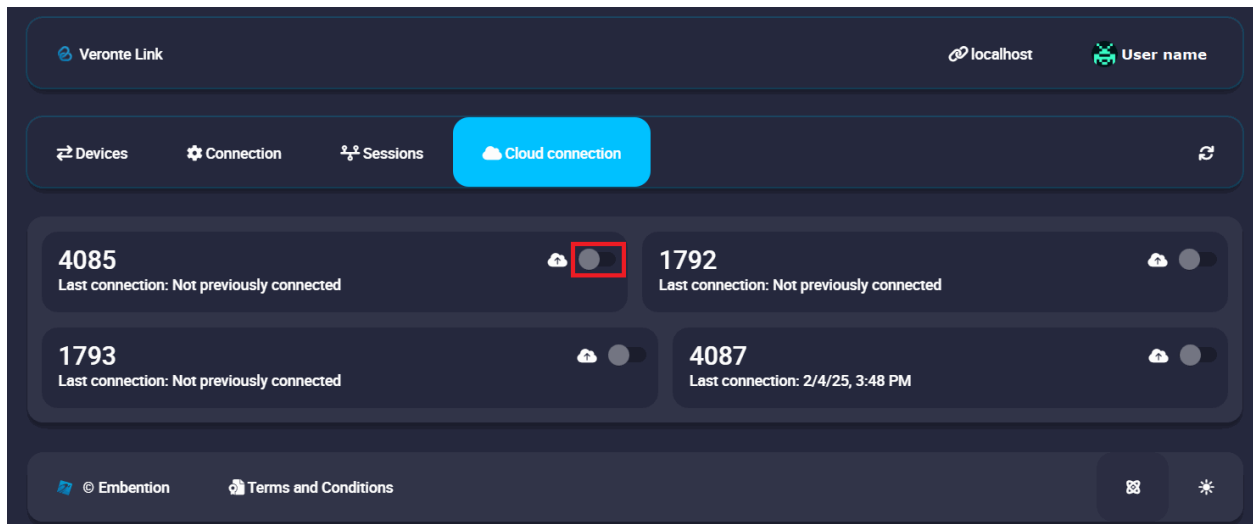 Veronte Link
localhost
User name
Devices
Connection
Sessions
Cloud connection
4085
Last connection: Not previously connected
1792
Last connection: Not previously connected
1793
Last connection: Not previously connected
4087
Last connection: 2/4/25, 3:48 PM
© Embention
Terms and Conditions